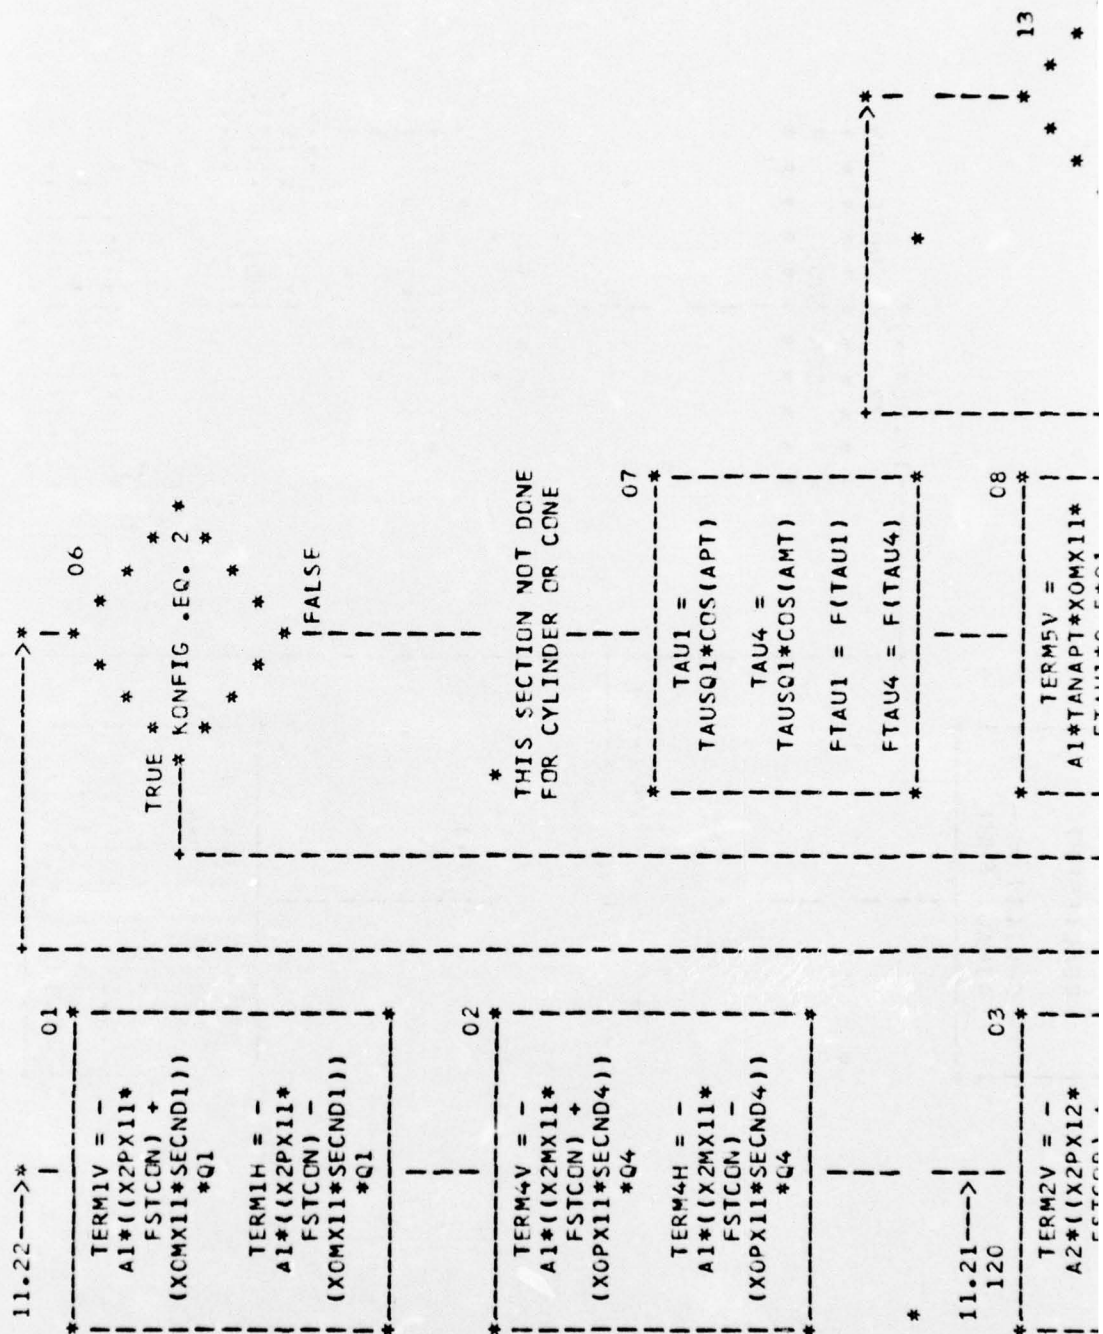 11.22--->*
01
TERM1V = -
A1*((X2PX11*
FSTCON) +
(XOMX11*SECND1))
*Q1
TERM1H = -
A1*((X2PX11*
FSTCON) -
(XOMX11*SECND1))
*Q1
02
TERM4V = -
A1*((X2MX11*
FSTCON) +
(XOPX11*SECND4))
*Q4
TERM4H = -
A1*((X2MX11*
FSTCON) -
(XOPX11*SECND4))
*Q4
*
11.21--->|
120
03
TERM2V = -
A2*((X2PX12*
06
TRUE
KONFIG .EQ. 2
FALSE
*
THIS SECTION NOT DONE
FOR CYLINDER OR CONE
07
TAU1 =
TAUSQ1*COS(APT)
TAU4 =
TAUSQ1*COS(AMT)
FTAU1 = F(TAU1)
FTAU4 = F(TAU4)
08
TERM5V =
A1*TANAPT*XOMX11*
*
13